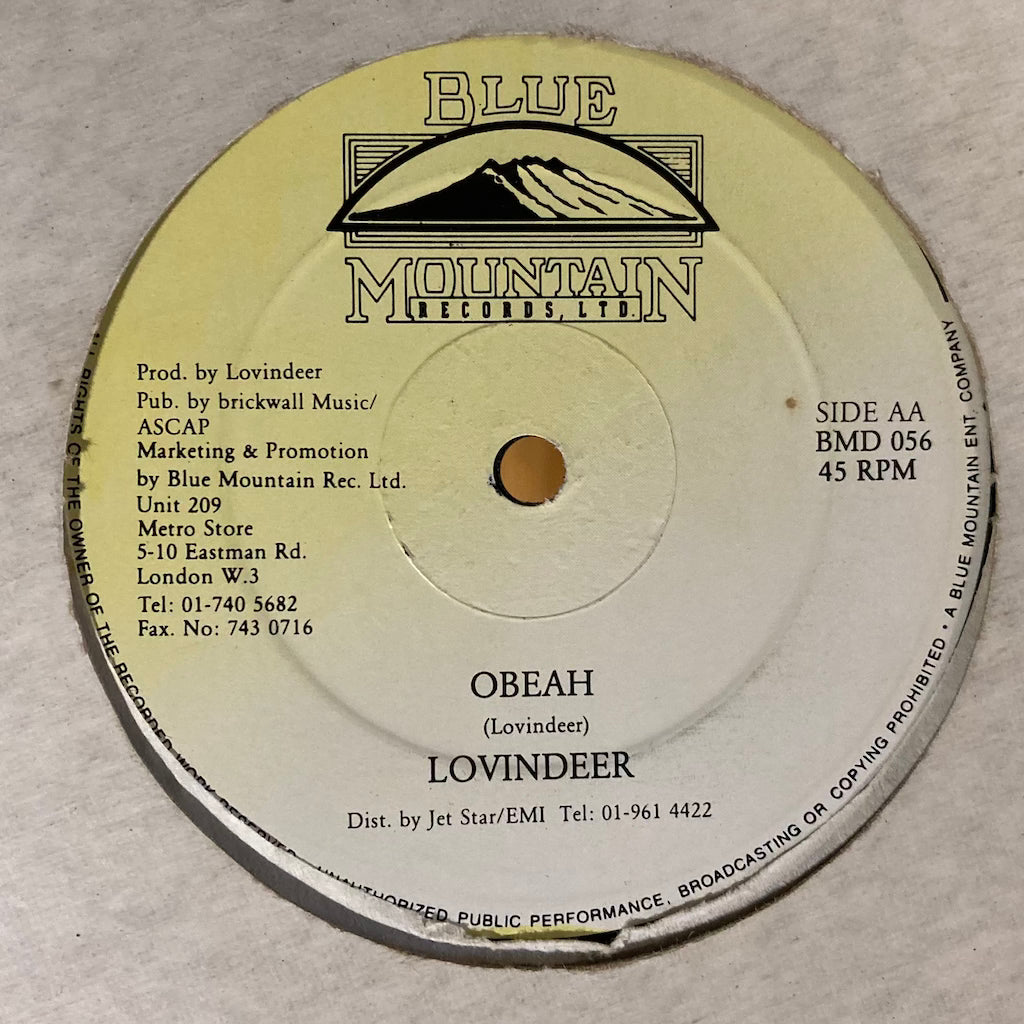 BLUE
MOUNTAIN
RECORDS, LTD.
Prod. by Lovindeer
Pub. by brickwall Music/
ASCAP
Marketing & Promotion
by Blue Mountain Rec. Ltd.
Unit 209
Metro Store
5-10 Eastman Rd.
London W.3
Tel: 01-740 5682
Fax. No: 743 0716
SIDE AA
BMD 056
45 RPM
OBEAH
(Lovindeer)
LOVINDEER
Dist. by Jet Star/EMI Tel: 01-961 4422
ALL RIGHTS OF THE OWNER OF THE RECORDED WORK RESERVED • UNAUTHORIZED PUBLIC PERFORMANCE, BROADCASTING OR COPYING PROHIBITED • A BLUE MOUNTAIN ENT. COMPANY